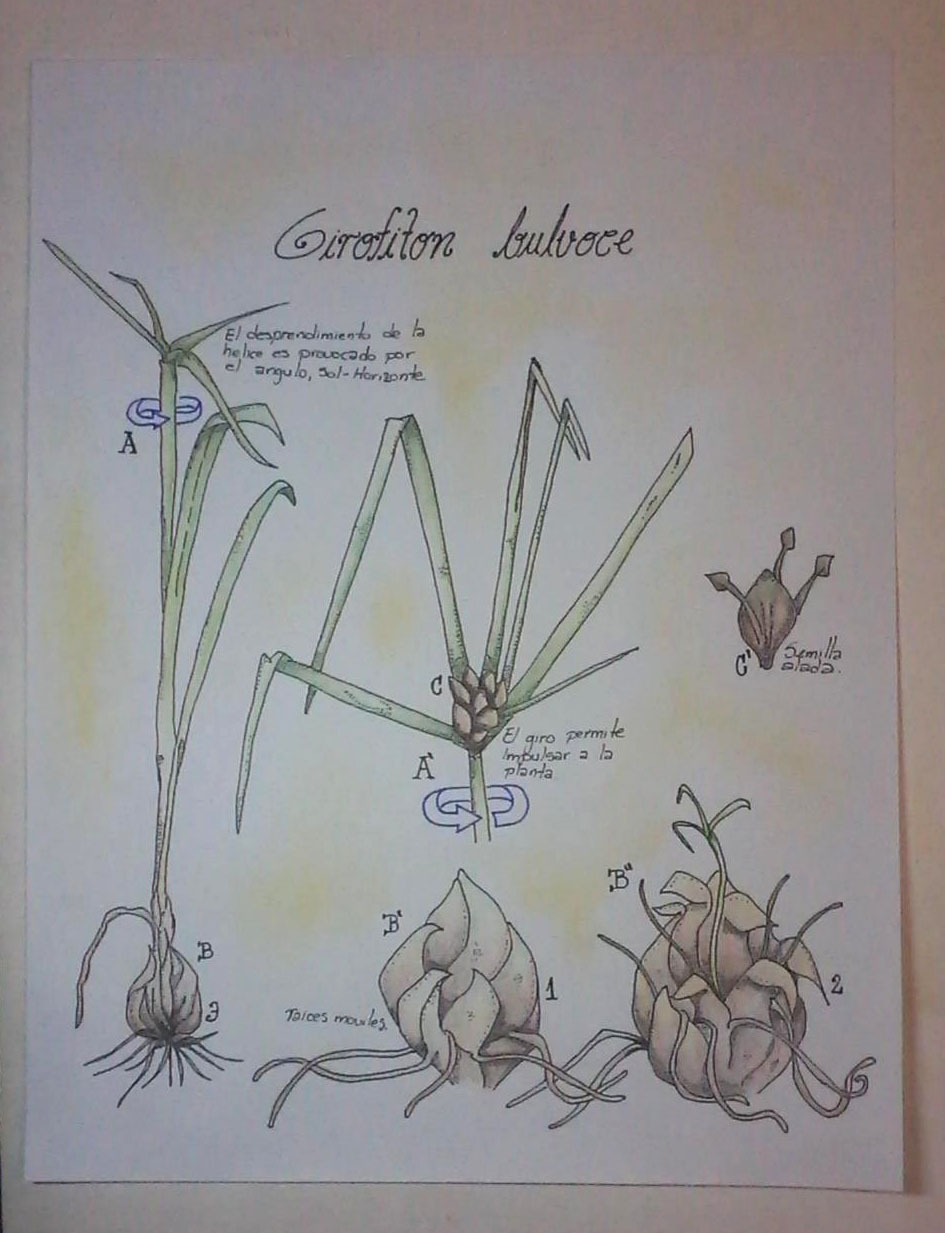 Girofiton bulvoce
El desprendimiento de la
helice es provocado por
el angulo, Sol-Horizonte
A
C
C'
Semilla
alada.
El giro permite
impulsar a la
planta
A'
B''
B'
B
1
2
3
Raices moviles.